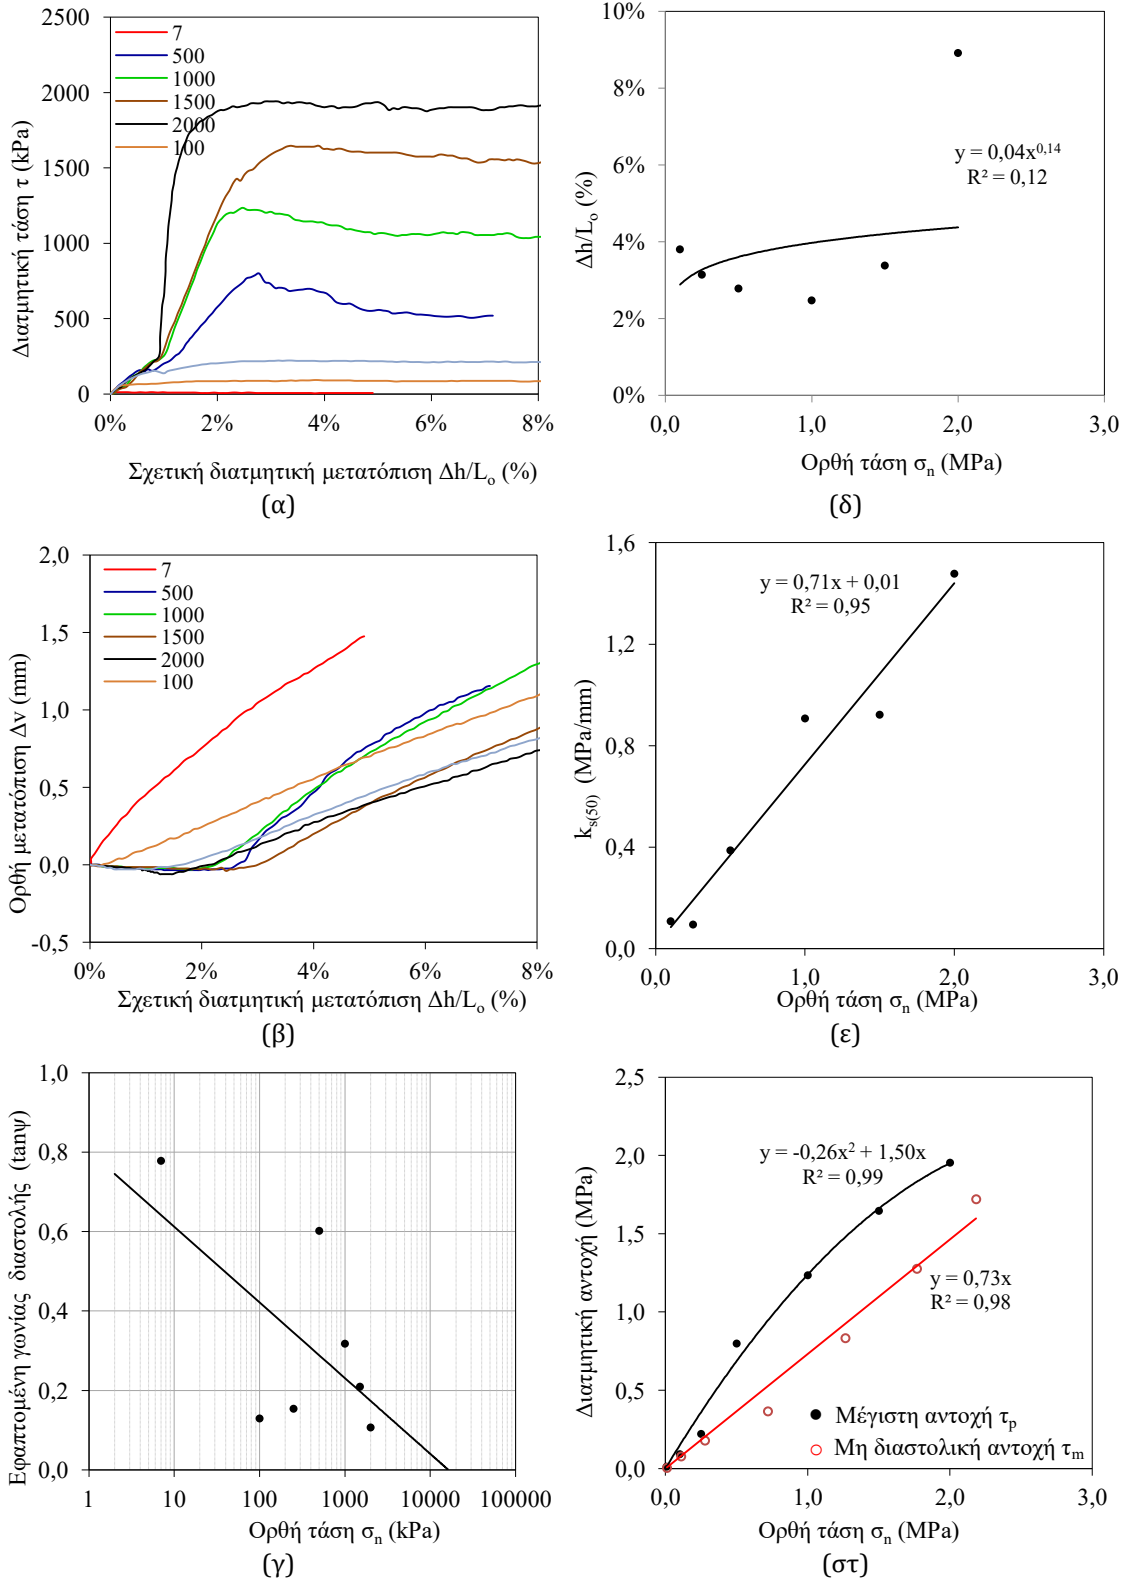 2500
2000
1500
1000
500
0
Διατμητική τάση τ (kPa)
7
500
1000
1500
2000
100
0% 2% 4% 6% 8%
Σχετική διατμητική μετατόπιση Δh/Lₒ (%)
(α)
10%
8%
6%
4%
2%
0%
Δh/Lₒ (%)
y = 0,04x^0,14
R² = 0,12
0,0 1,0 2,0 3,0
Ορθή τάση σₙ (MPa)
(δ)
2,0
1,5
1,0
0,5
0,0
-0,5
Ορθή μετατόπιση Δv (mm)
7
500
1000
1500
2000
100
0% 2% 4% 6% 8%
Σχετική διατμητική μετατόπιση Δh/Lₒ (%)
(β)
1,6
1,2
0,8
0,4
0,0
kₛ₍₅₀₎ (MPa/mm)
y = 0,71x + 0,01
R² = 0,95
0,0 1,0 2,0 3,0
Ορθή τάση σₙ (MPa)
(ε)
1,0
0,8
0,6
0,4
0,2
0,0
Εφαπτομένη γωνίας διαστολής (tanψ)
1 10 100 1000 10000 100000
Ορθή τάση σₙ (kPa)
(γ)
2,5
2,0
1,5
1,0
0,5
0,0
Διατμητική αντοχή (MPa)
y = -0,26x² + 1,50x
R² = 0,99
y = 0,73x
R² = 0,98
Μέγιστη αντοχή τₚ
Μη διαστολική αντοχή τₘ
0,0 1,0 2,0 3,0
Ορθή τάση σₙ (MPa)
(στ)